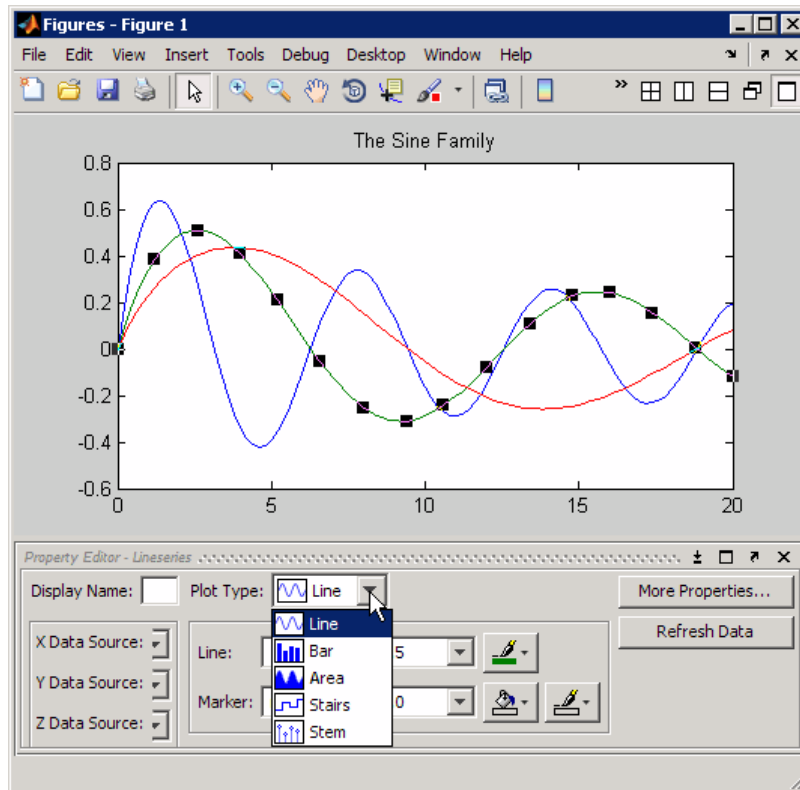 Figures - Figure 1
File Edit View Insert Tools Debug Desktop Window Help
The Sine Family
0.8
0.6
0.4
0.2
0
-0.2
-0.4
-0.6
0 5 10 15 20
Property Editor - Lineseries
Display Name: Plot Type: Line More Properties...
Line
Refresh Data
X Data Source: Line: Bar 5
Y Data Source: Area
Marker: Stairs 0
Z Data Source: Stem